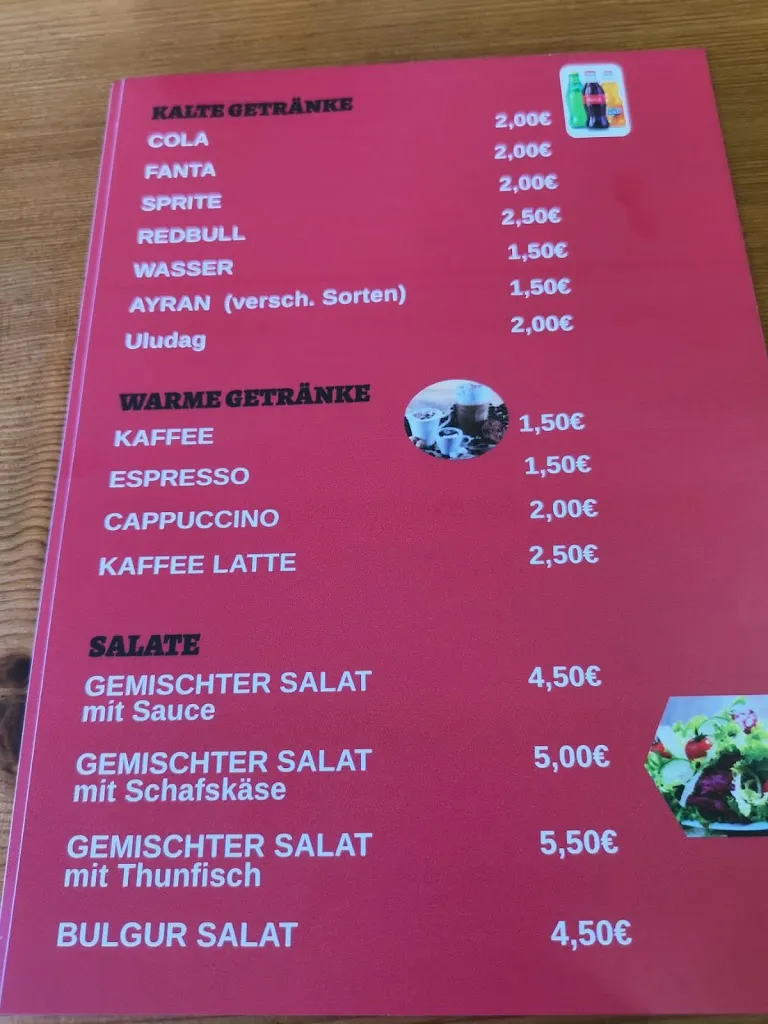 KALTE GETRÄNKE
COLA 2,00€
FANTA 2,00€
SPRITE 2,00€
REDBULL 2,50€
WASSER 1,50€
AYRAN (versch. Sorten) 1,50€
Uludag 2,00€
WARME GETRÄNKE
KAFFEE 1,50€
ESPRESSO 1,50€
CAPPUCCINO 2,00€
KAFFEE LATTE 2,50€
SALATE
GEMISCHTER SALAT 4,50€
mit Sauce
GEMISCHTER SALAT 5,00€
mit Schafskäse
GEMISCHTER SALAT 5,50€
mit Thunfisch
BULGUR SALAT 4,50€